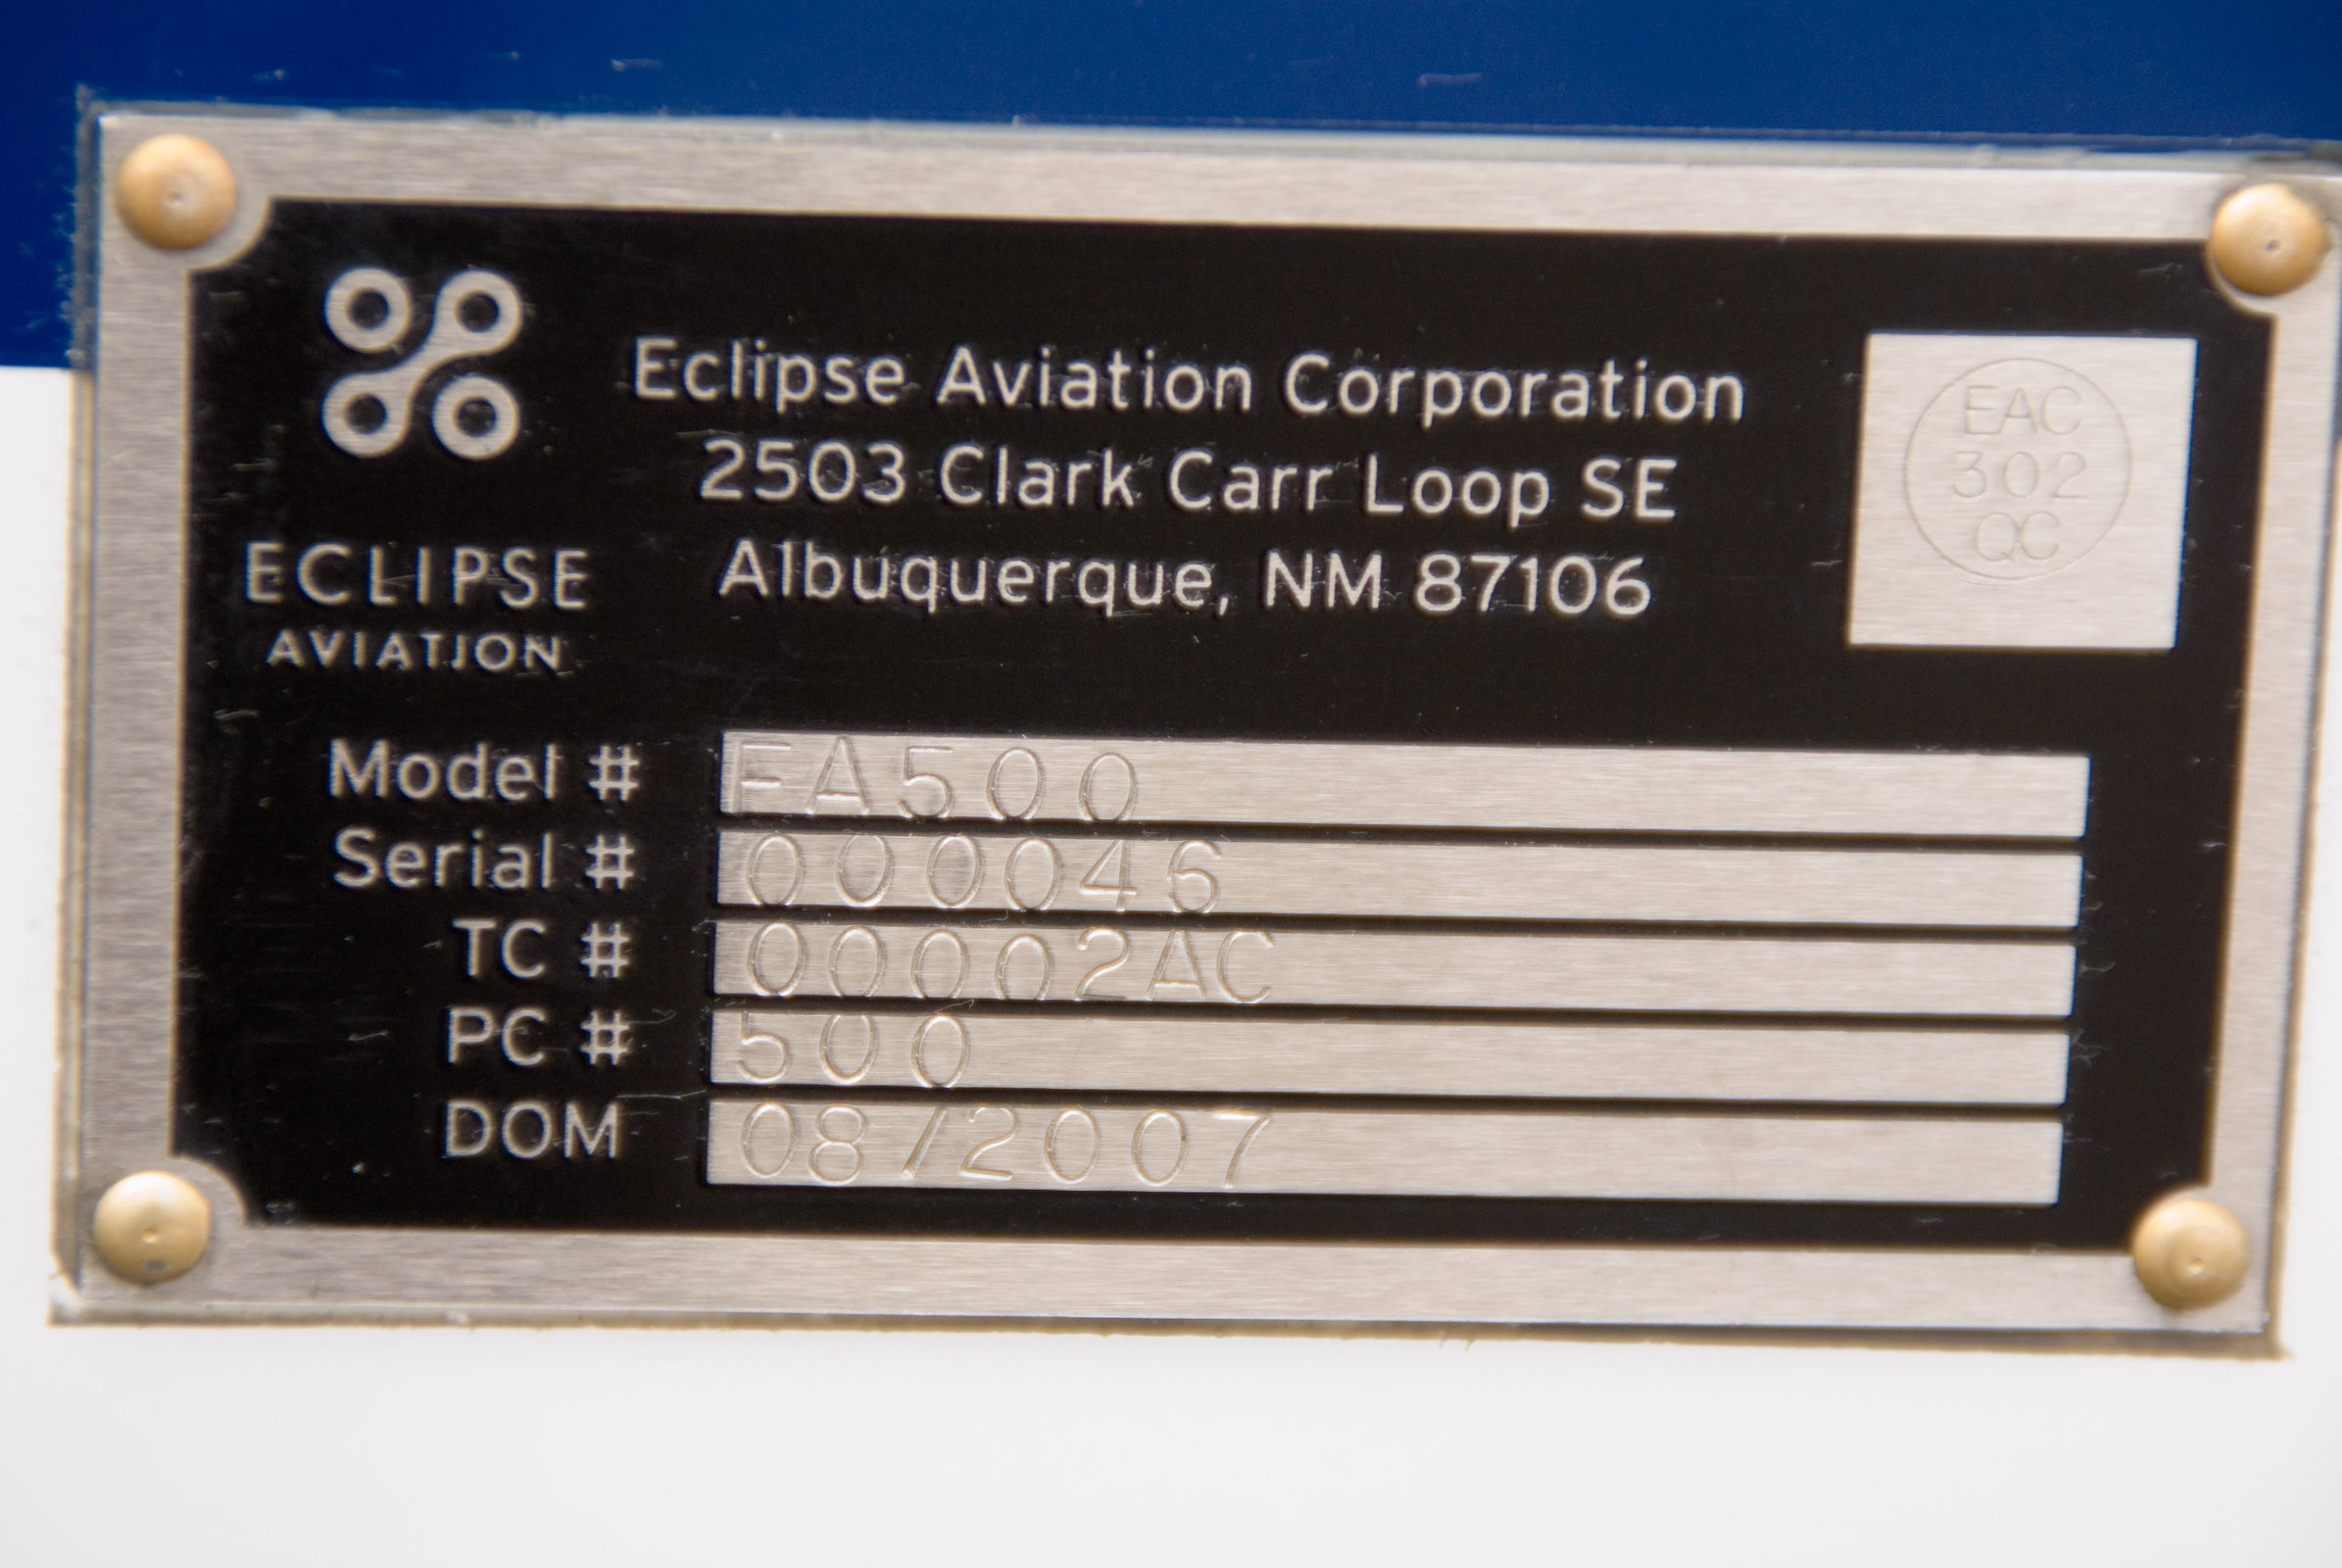 Eclipse Aviation Corporation
2503 Clark Carr Loop SE
Albuquerque, NM 87106
ECLIPSE
AVIATION
EAC
302
QC
Model # EA500
Serial # 000046
TC # 00002AC
PC # 500
DOM 08/2007